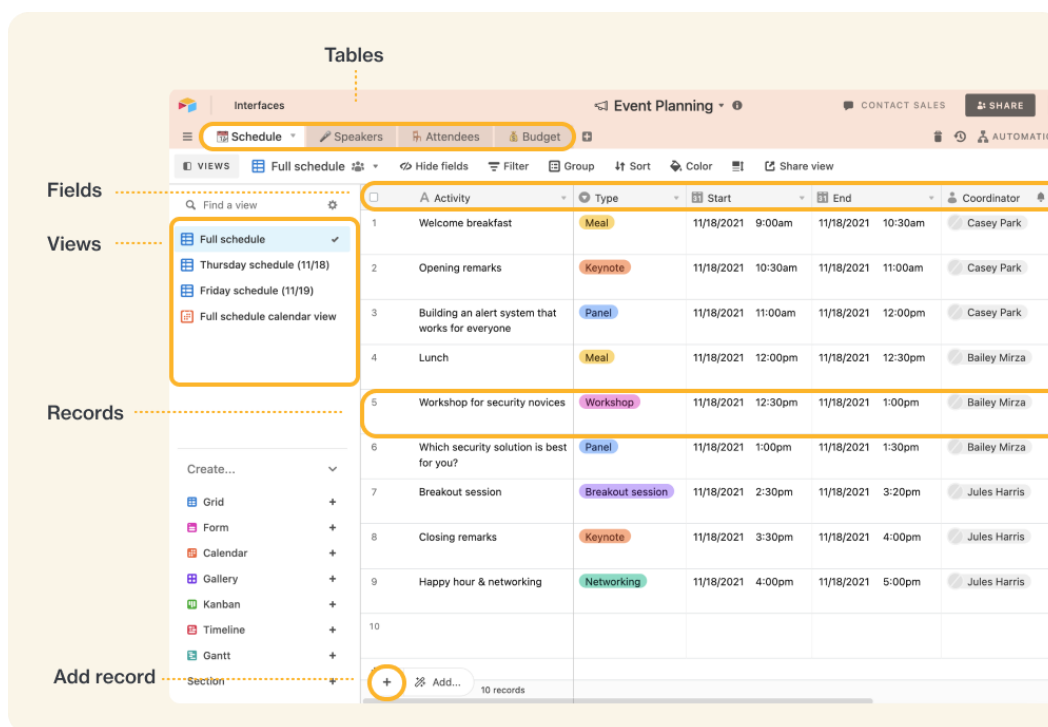 Tables
Interfaces
Event Planning
CONTACT SALES
SHARE
Schedule
Speakers
Attendees
Budget
AUTOMATIO
VIEWS
Full schedule
Hide fields
Filter
Group
Sort
Color
Share view
Fields
Find a view
Activity
Type
Start
End
Coordinator
Views
Full schedule
Thursday schedule (11/18)
Friday schedule (11/19)
Full schedule calendar view
1 Welcome breakfast Meal 11/18/2021 9:00am 11/18/2021 10:30am Casey Park
2 Opening remarks Keynote 11/18/2021 10:30am 11/18/2021 11:00am Casey Park
3 Building an alert system that Panel 11/18/2021 11:00am 11/18/2021 12:00pm Casey Park
works for everyone
4 Lunch Meal 11/18/2021 12:00pm 11/18/2021 12:30pm Bailey Mirza
Records
5 Workshop for security novices Workshop 11/18/2021 12:30pm 11/18/2021 1:00pm Bailey Mirza
6 Which security solution is best Panel 11/18/2021 1:00pm 11/18/2021 1:30pm Bailey Mirza
for you?
7 Breakout session Breakout session 11/18/2021 2:30pm 11/18/2021 3:20pm Jules Harris
8 Closing remarks Keynote 11/18/2021 3:30pm 11/18/2021 4:00pm Jules Harris
9 Happy hour & networking Networking 11/18/2021 4:00pm 11/18/2021 5:00pm Jules Harris
10
Create...
Grid +
Form +
Calendar +
Gallery +
Kanban +
Timeline +
Gantt +
Section +
Add record
+ Add...
10 records